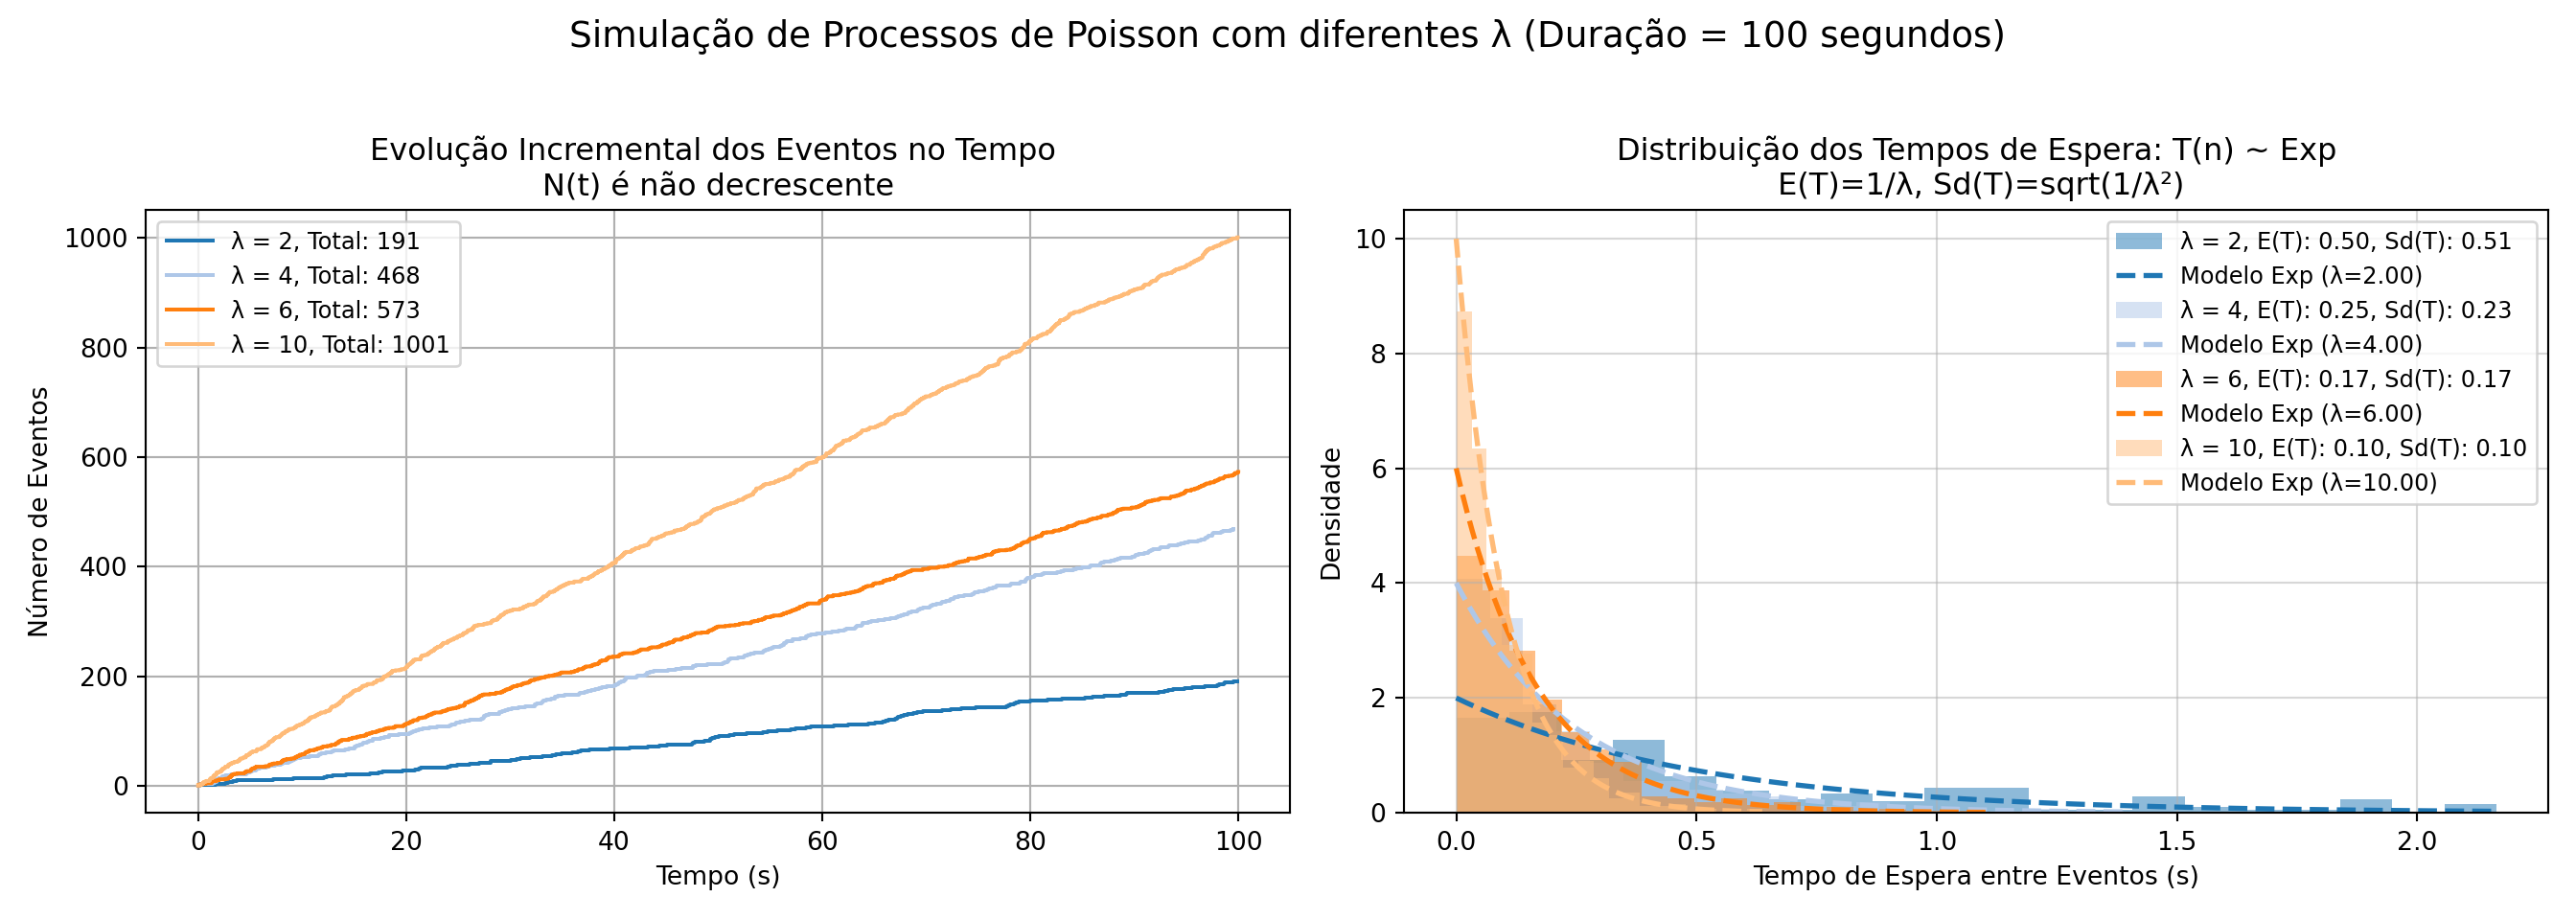 Simulação de Processos de Poisson com diferentes λ (Duração = 100 segundos)
Evolução Incremental dos Eventos no Tempo
N(t) é não decrescente
1000
800
600
400
200
0
Número de Eventos
λ = 2, Total: 191
λ = 4, Total: 468
λ = 6, Total: 573
λ = 10, Total: 1001
0
20
40
60
80
100
Tempo (s)
Distribuição dos Tempos de Espera: T(n) ~ Exp
E(T)=1/λ, Sd(T)=sqrt(1/λ²)
10
8
6
4
2
0
Densidade
λ = 2, E(T): 0.50, Sd(T): 0.51
Modelo Exp (λ=2.00)
λ = 4, E(T): 0.25, Sd(T): 0.23
Modelo Exp (λ=4.00)
λ = 6, E(T): 0.17, Sd(T): 0.17
Modelo Exp (λ=6.00)
λ = 10, E(T): 0.10, Sd(T): 0.10
Modelo Exp (λ=10.00)
0.0
0.5
1.0
1.5
2.0
Tempo de Espera entre Eventos (s)